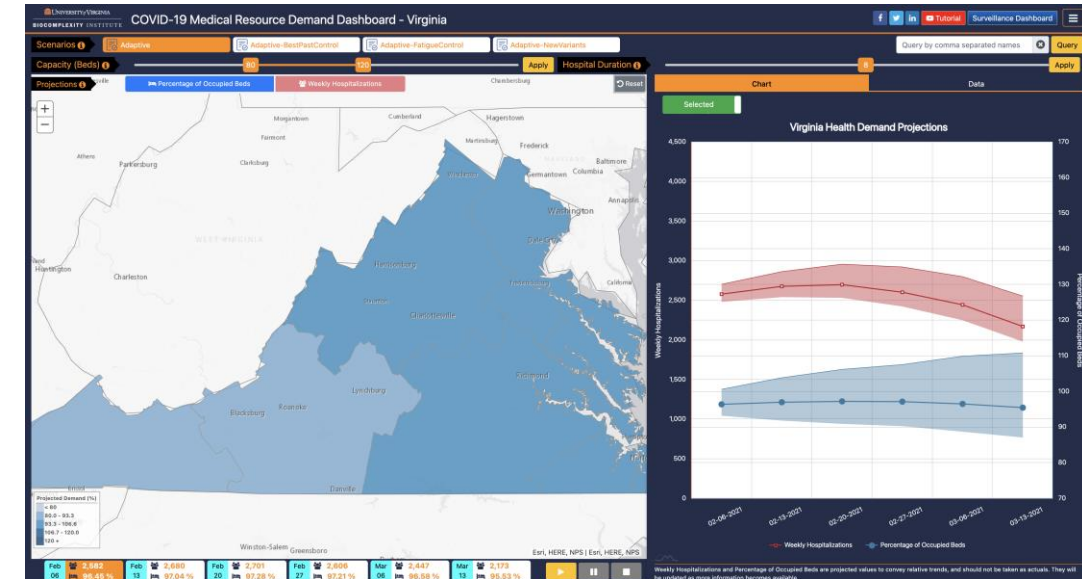 UNIVERSITY of VIRGINIA
BIOCOMPLEXITY INSTITUTE
COVID-19 Medical Resource Demand Dashboard - Virginia
Tutorial
Surveillance Dashboard
Scenarios
Adaptive
Adaptive-BestPastControl
Adaptive-FatigueControl
Adaptive-NewVariants
Query by comma separated names
Query
Capacity (Beds)
80
120
Apply
Hospital Duration
8
Apply
Projections
Percentage of Occupied Beds
Weekly Hospitalizations
Reset
Chart
Data
Selected
Virginia Health Demand Projections
Chambersburg
Morgantown
Cumberland
Hagerstown
Fairmont
Martinsburg
Frederick
Athens
Parkersburg
Clarksburg
Baltimore
Winchester
Germantown
Columbia
Annapolis
Washington
WEST VIRGINIA
Dale City
Huntington
Charleston
Harrisonburg
Fredericksburg
California
Staunton
Charlottesville
Richmond
Lynchburg
Blacksburg
Roanoke
Bristol
Danville
Winston-Salem
Greensboro
Esri, HERE, NPS | Esri, HERE, NPS
Projected Demand (%)
< 80
80.0 - 93.3
93.3 - 106.6
106.7 - 120.0
120 +
4,500
4,000
3,500
3,000
2,500
2,000
1,500
1,000
500
0
Weekly Hospitalizations
170
160
150
140
130
120
110
100
90
80
70
Percentage of Occupied Beds
02-06-2021
02-13-2021
02-20-2021
02-27-2021
03-06-2021
03-13-2021
Weekly Hospitalizations
Percentage of Occupied Beds
Feb 06 2,582 96.45 %
Feb 13 2,680 97.04 %
Feb 20 2,701 97.28 %
Feb 27 2,606 97.21 %
Mar 06 2,447 96.58 %
Mar 13 2,173 95.53 %
Weekly Hospitalizations and Percentage of Occupied Beds are projected values to convey relative trends, and should not be taken as actuals. They will
be updated as more information becomes available.